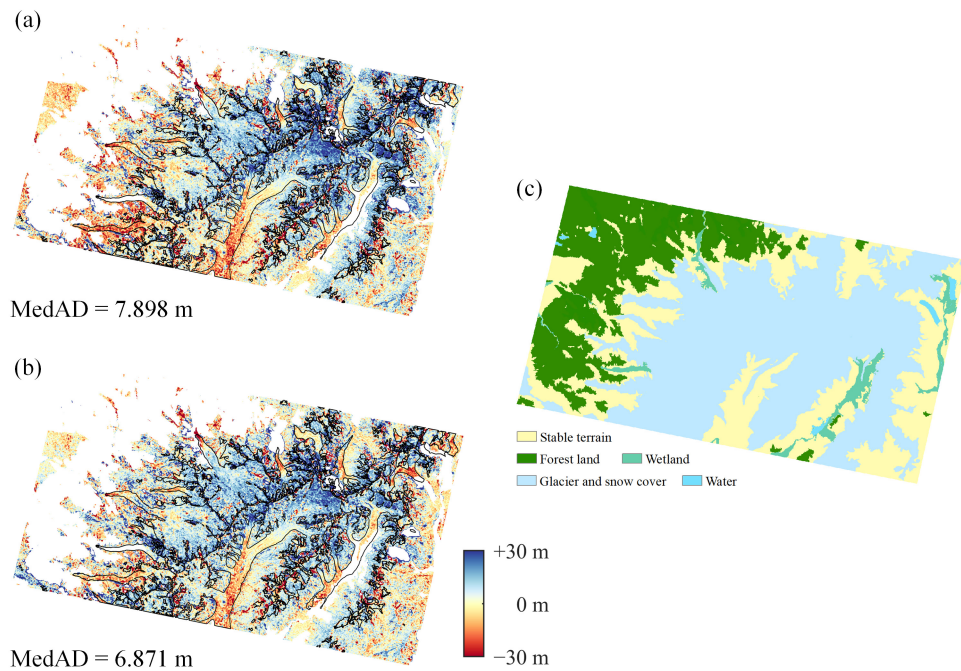 (a)
MedAD = 7.898 m
(b)
MedAD = 6.871 m
+30 m
0 m
−30 m
(c)
Stable terrain
Forest land
Wetland
Glacier and snow cover
Water